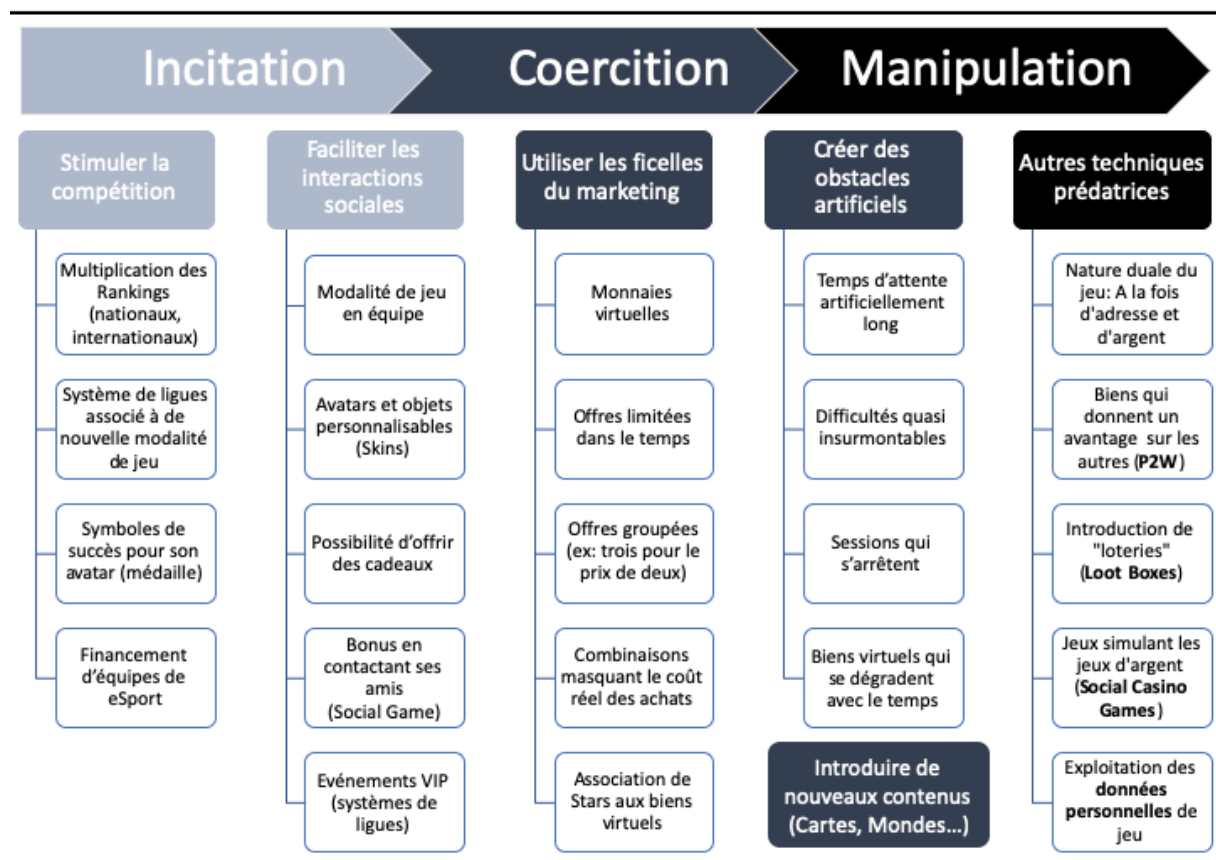 Incitation
Coercition
Manipulation
Stimuler la
compétition
Multiplication des
Rankings
(nationaux,
internationaux)
Système de ligues
associé à de
nouvelle modalité
de jeu
Symboles de
succès pour son
avatar (médaille)
Financement
d'équipes de
eSport
Faciliter les
interactions
sociales
Modalité de jeu
en équipe
Avatars et objets
personnalisables
(Skins)
Possibilité d'offrir
des cadeaux
Bonus en
contactant ses
amis
(Social Game)
Evénements VIP
(systèmes de
ligues)
Utiliser les ficelles
du marketing
Monnaies
virtuelles
Offres limitées
dans le temps
Offres groupées
(ex: trois pour le
prix de deux)
Combinaisons
masquant le coût
réel des achats
Association de
Stars aux biens
virtuels
Créer des
obstacles
artificiels
Temps d'attente
artificiellement
long
Difficultés quasi
insurmontables
Sessions qui
s'arrêtent
Biens virtuels qui
se dégradent
avec le temps
Introduire de
nouveaux contenus
(Cartes, Mondes...)
Autres techniques
prédatrices
Nature duale du
jeu: A la fois
d'adresse et
d'argent
Biens qui
donnent un
avantage sur les
autres (P2W)
Introduction de
"loteries"
(Loot Boxes)
Jeux simulant les
jeux d'argent
(Social Casino
Games)
Exploitation des
données
personnelles de
jeu